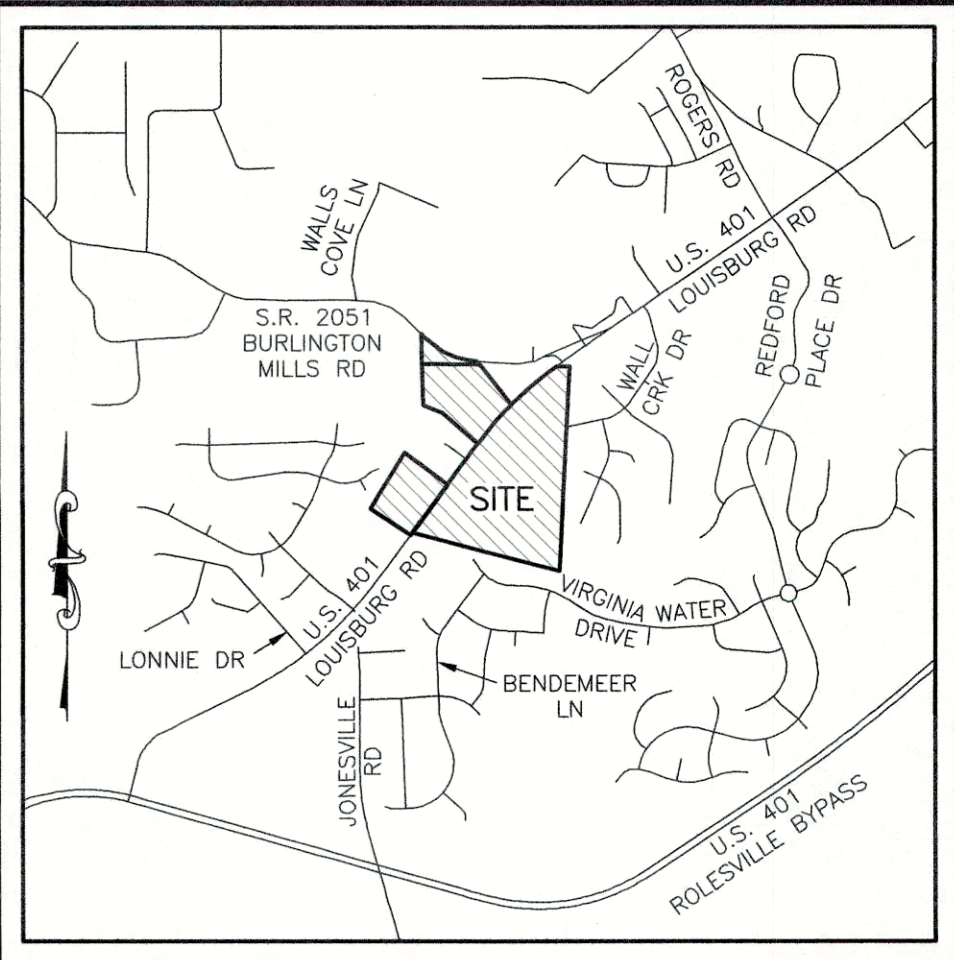 ROGERS RD
WALLS
COVE LN
U.S. 401
LOUISBURG RD
S.R. 2051
BURLINGTON
MILLS RD
WALL
CRK DR
REDFORD
PLACE DR
SITE
U.S. 401
LOUISBURG RD
VIRGINIA WATER
DRIVE
LONNIE DR
BENDEMEER
LN
JONESVILLE
RD
U.S. 401
ROLESVILLE BYPASS